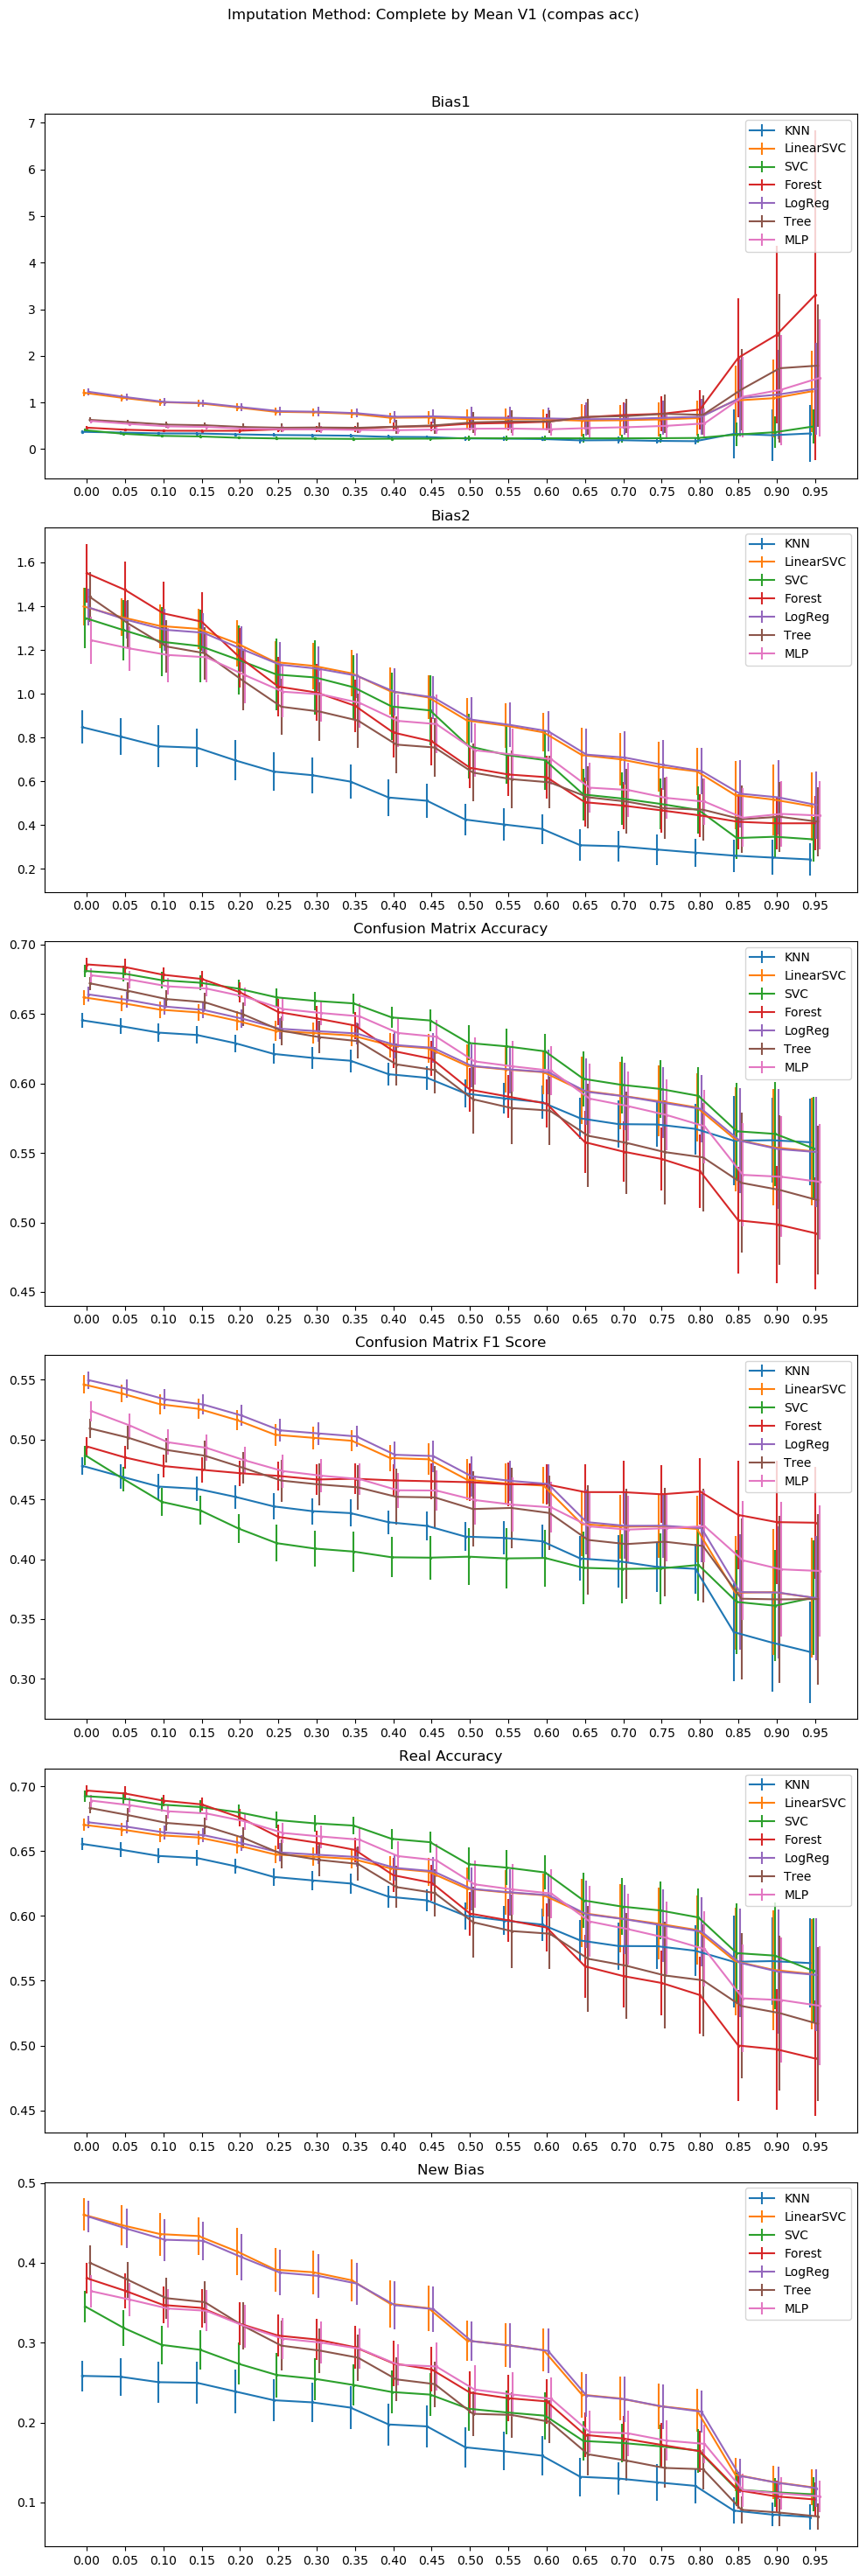 Imputation Method: Complete by Mean V1 (compas acc)
Bias1
7
6
5
4
3
2
1
0
KNN
LinearSVC
SVC
Forest
LogReg
Tree
MLP
0.00 0.05 0.10 0.15 0.20 0.25 0.30 0.35 0.40 0.45 0.50 0.55 0.60 0.65 0.70 0.75 0.80 0.85 0.90 0.95
Bias2
1.6
1.4
1.2
1.0
0.8
0.6
0.4
0.2
KNN
LinearSVC
SVC
Forest
LogReg
Tree
MLP
0.00 0.05 0.10 0.15 0.20 0.25 0.30 0.35 0.40 0.45 0.50 0.55 0.60 0.65 0.70 0.75 0.80 0.85 0.90 0.95
Confusion Matrix Accuracy
0.70
0.65
0.60
0.55
0.50
0.45
KNN
LinearSVC
SVC
Forest
LogReg
Tree
MLP
0.00 0.05 0.10 0.15 0.20 0.25 0.30 0.35 0.40 0.45 0.50 0.55 0.60 0.65 0.70 0.75 0.80 0.85 0.90 0.95
Confusion Matrix F1 Score
0.55
0.50
0.45
0.40
0.35
0.30
KNN
LinearSVC
SVC
Forest
LogReg
Tree
MLP
0.00 0.05 0.10 0.15 0.20 0.25 0.30 0.35 0.40 0.45 0.50 0.55 0.60 0.65 0.70 0.75 0.80 0.85 0.90 0.95
Real Accuracy
0.70
0.65
0.60
0.55
0.50
0.45
KNN
LinearSVC
SVC
Forest
LogReg
Tree
MLP
0.00 0.05 0.10 0.15 0.20 0.25 0.30 0.35 0.40 0.45 0.50 0.55 0.60 0.65 0.70 0.75 0.80 0.85 0.90 0.95
New Bias
0.5
0.4
0.3
0.2
0.1
KNN
LinearSVC
SVC
Forest
LogReg
Tree
MLP
0.00 0.05 0.10 0.15 0.20 0.25 0.30 0.35 0.40 0.45 0.50 0.55 0.60 0.65 0.70 0.75 0.80 0.85 0.90 0.95